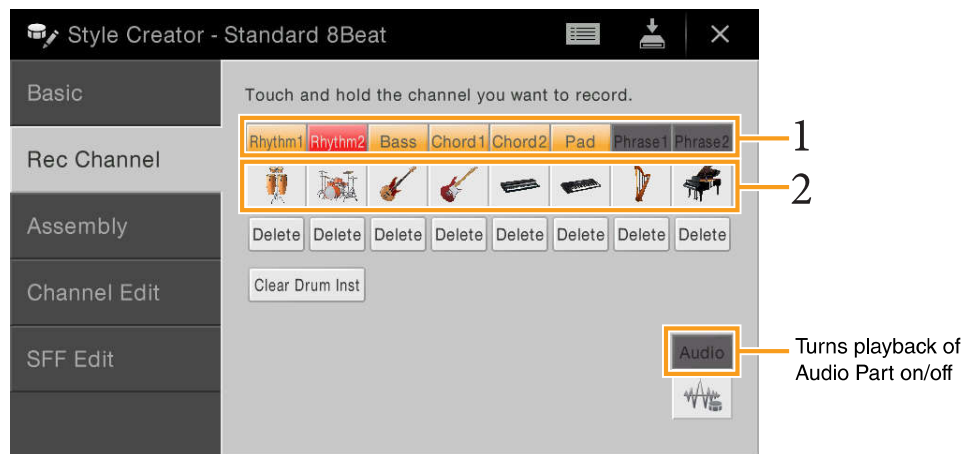 Style Creator - Standard 8Beat
Basic
Rec Channel
Assembly
Channel Edit
SFF Edit
Touch and hold the channel you want to record.
Rhythm1 Rhythm2 Bass Chord1 Chord2 Pad Phrase1 Phrase2
1
2
Delete Delete Delete Delete Delete Delete Delete Delete
Clear Drum Inst
Audio
Turns playback of
Audio Part on/off